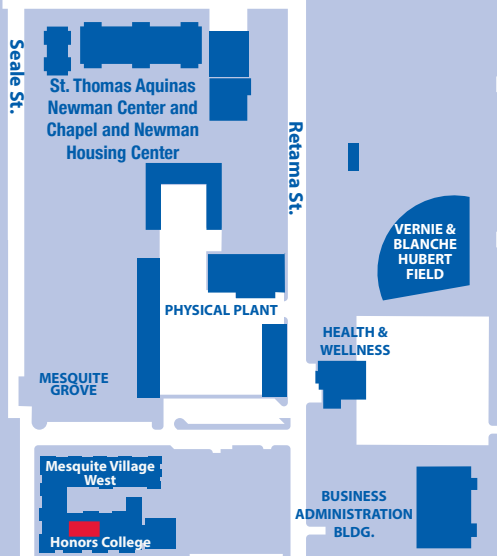 Seale St.
St. Thomas Aquinas
Newman Center and
Chapel and Newman
Housing Center
Retama St.
VERNIE &
BLANCHE
HUBERT
FIELD
PHYSICAL PLANT
HEALTH &
WELLNESS
MESQUITE
GROVE
Mesquite Village
West
BUSINESS
ADMINISTRATION
BLDG.
Honors College